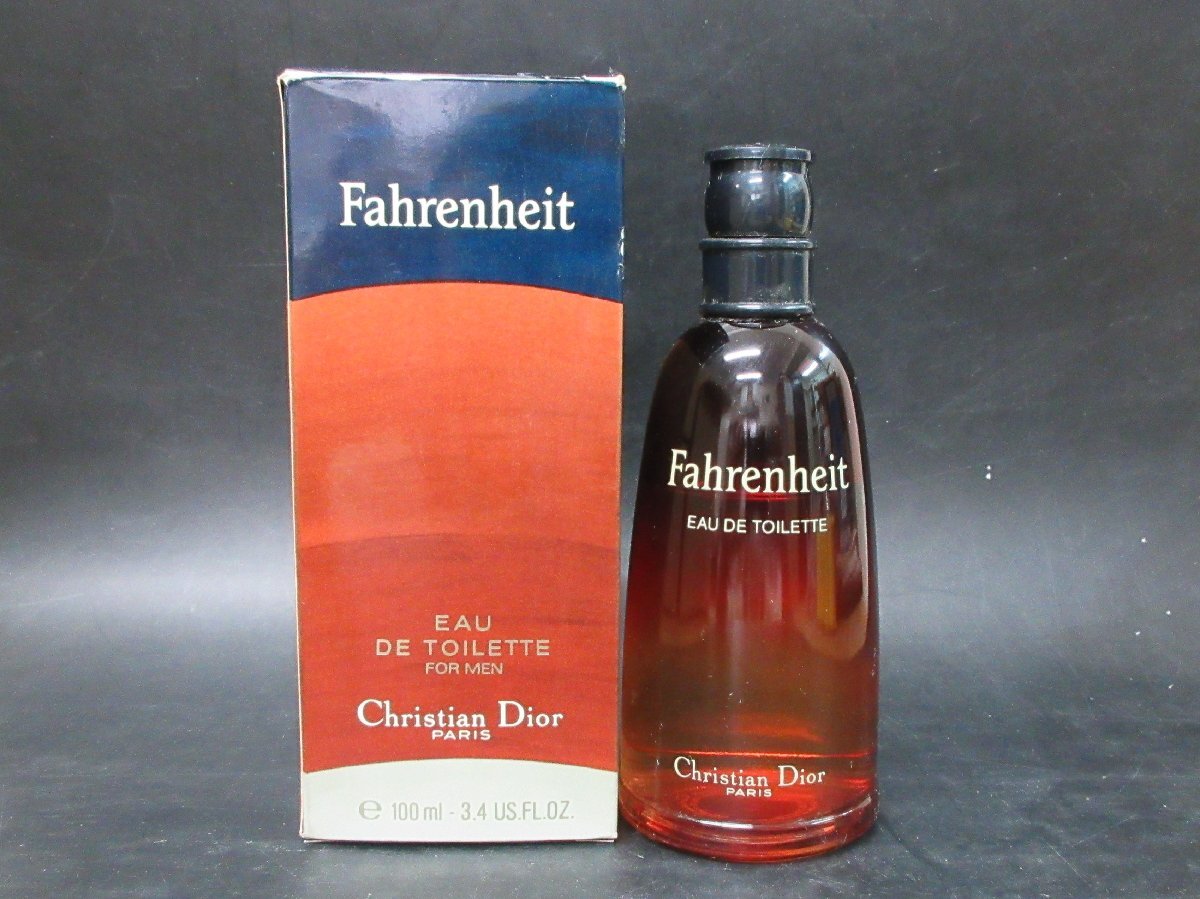 Fahrenheit
EAU
DE TOILETTE
FOR MEN
Christian Dior
PARIS
e 100 ml - 3.4 US.FL.OZ.
Fahrenheit
EAU DE TOILETTE
Christian Dior
PARIS